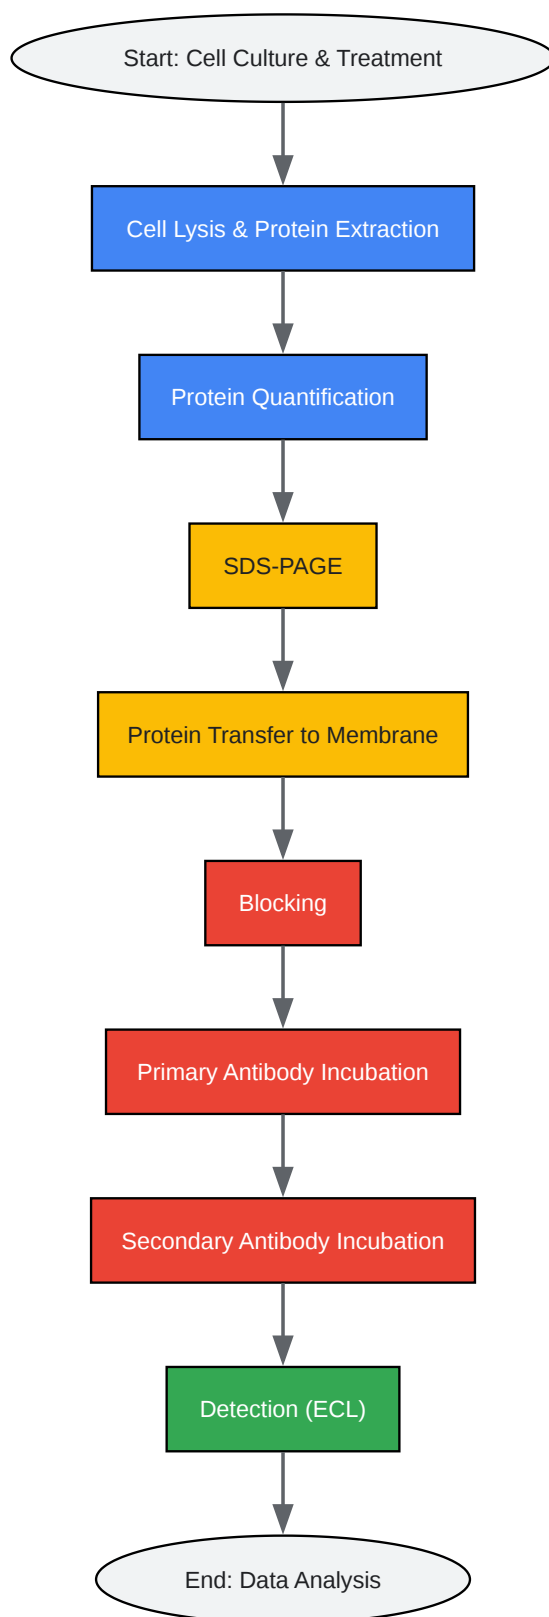 Start: Cell Culture & Treatment
Cell Lysis & Protein Extraction
Protein Quantification
SDS-PAGE
Protein Transfer to Membrane
Blocking
Primary Antibody Incubation
Secondary Antibody Incubation
Detection (ECL)
End: Data Analysis